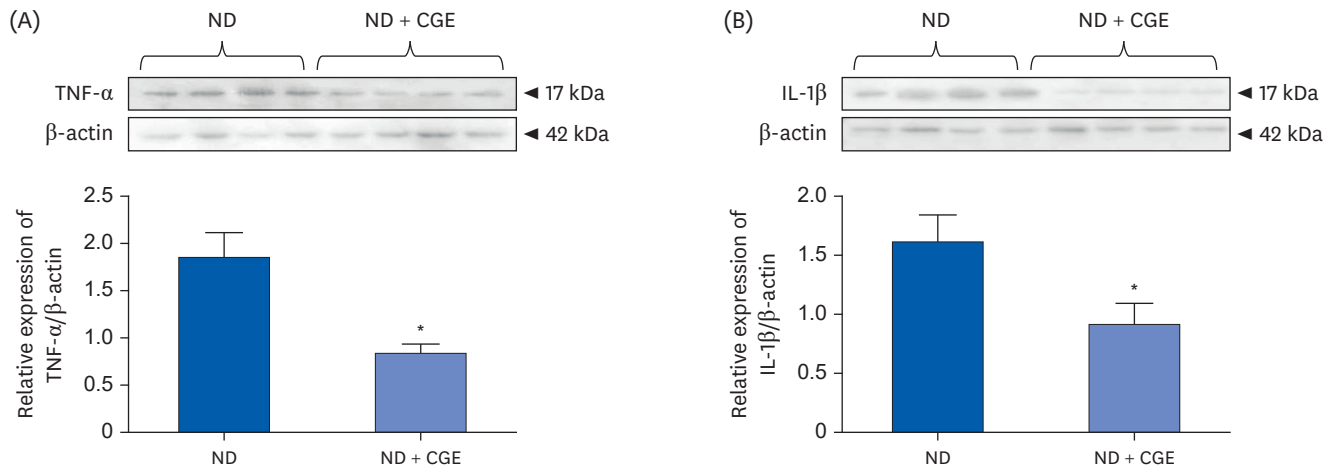 (A)
ND
ND + CGE
TNF-α
◄ 17 kDa
β-actin
◄ 42 kDa
Relative expression of
TNF-α/β-actin
2.5
2.0
1.5
1.0
0.5
0
*
ND
ND + CGE
(B)
ND
ND + CGE
IL-1β
◄ 17 kDa
β-actin
◄ 42 kDa
Relative expression of
IL-1β/β-actin
2.0
1.5
1.0
0.5
0
*
ND
ND + CGE